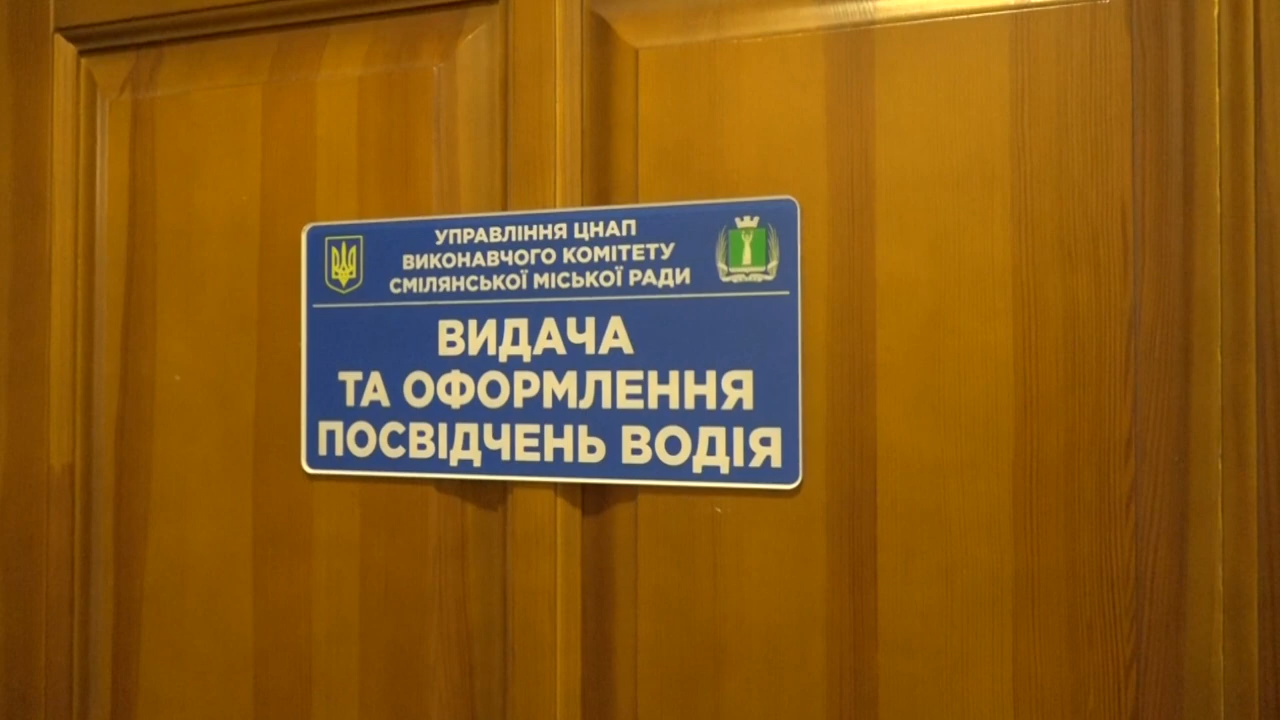 УПРАВЛІННЯ ЦНАП
ВИКОНАВЧОГО КОМІТЕТУ
СМІЛЯНСЬКОЇ МІСЬКОЇ РАДИ
ВИДАЧА
ТА ОФОРМЛЕННЯ
ПОСВІДЧЕНЬ ВОДІЯ